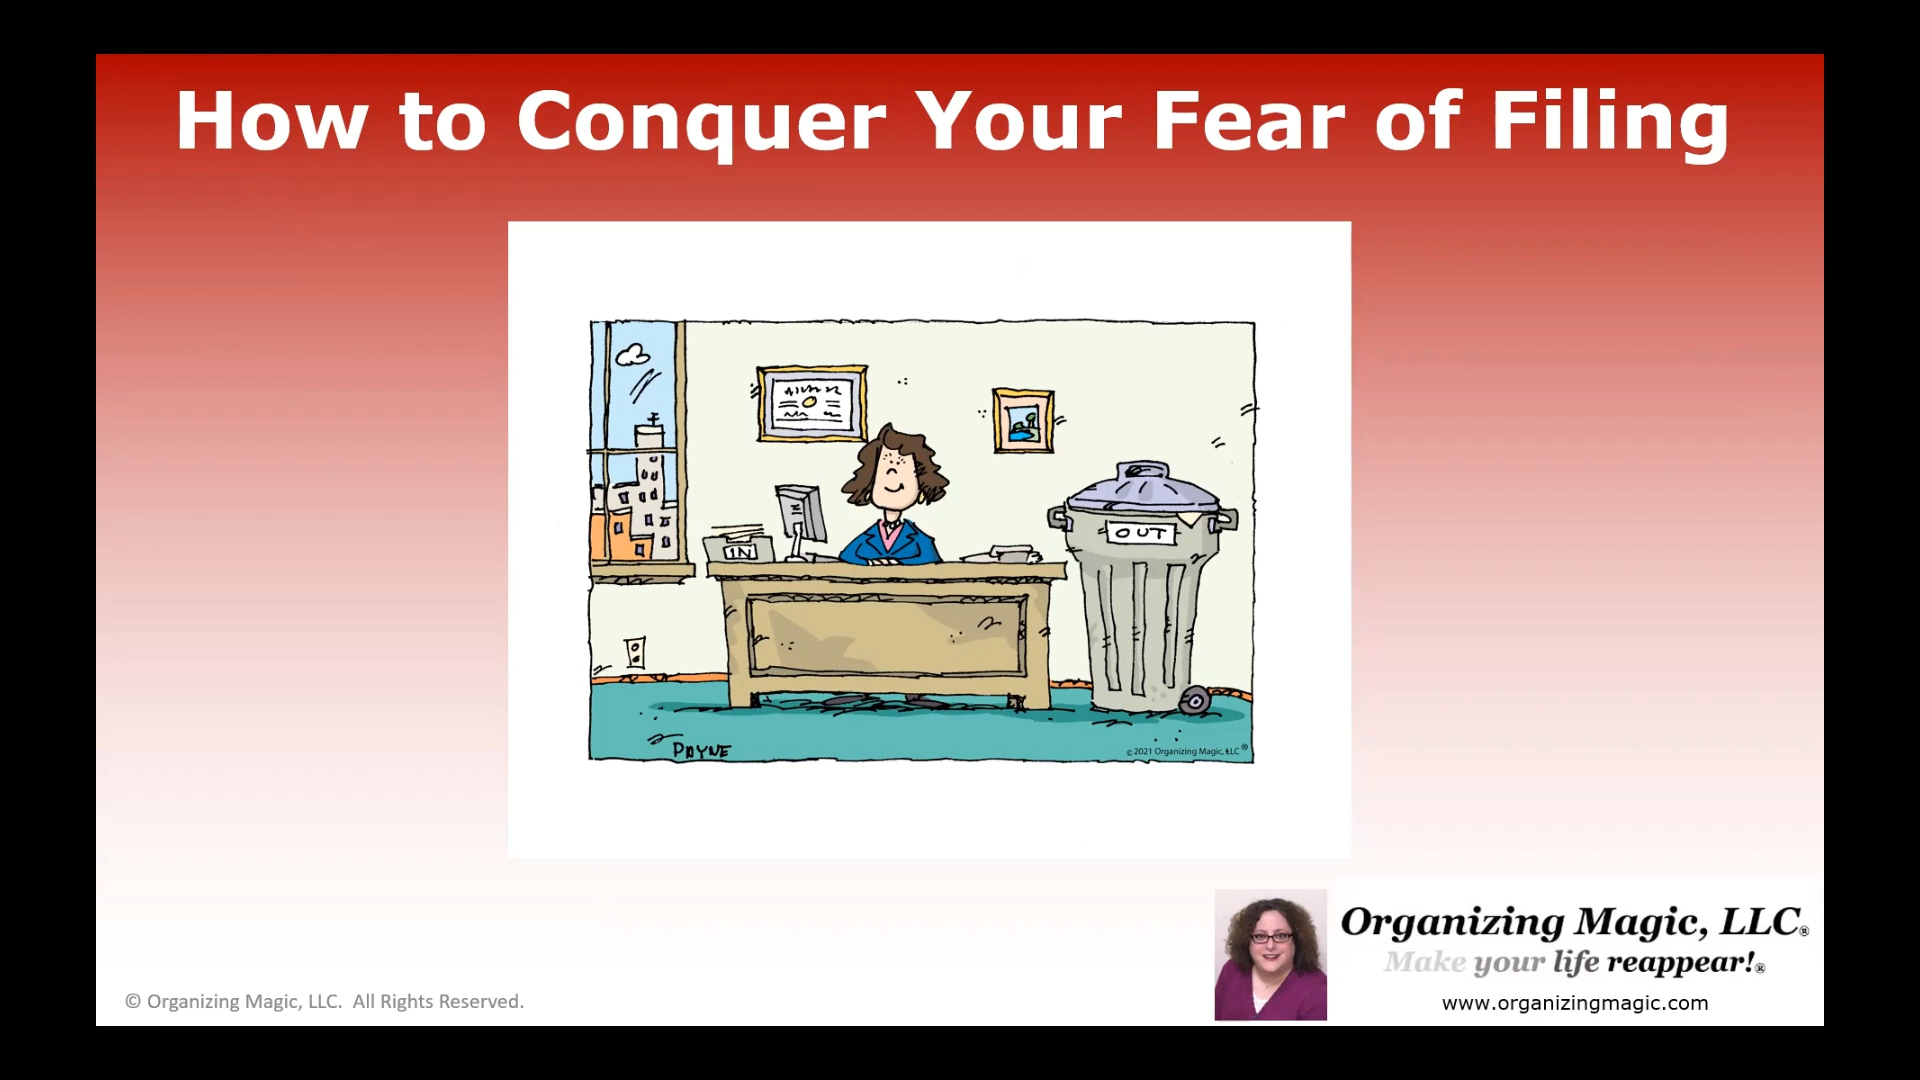 How to Conquer Your Fear of Filing
IN
OUT
PAYNE
© 2021 Organizing Magic, LLC ®
Organizing Magic, LLC®
Make your life reappear!®
© Organizing Magic, LLC. All Rights Reserved.
www.organizingmagic.com